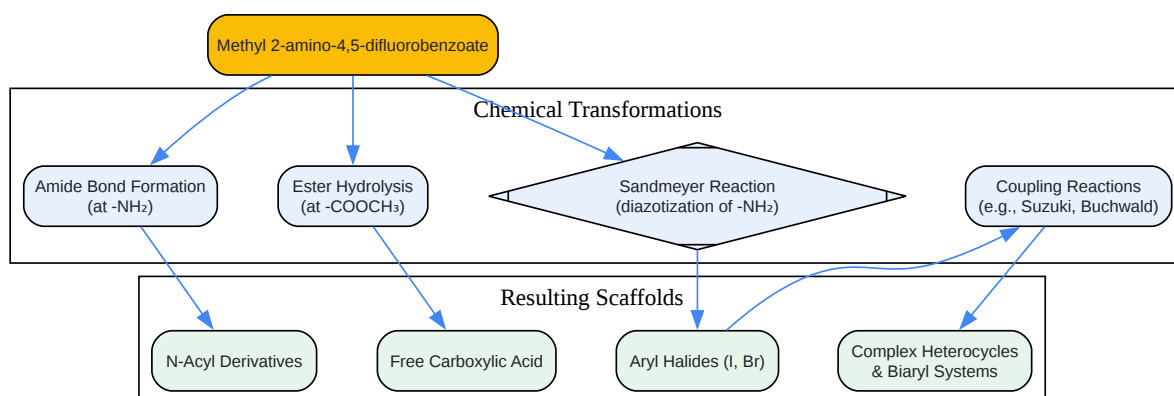 Methyl 2-amino-4,5-difluorobenzoate
Chemical Transformations
Amide Bond Formation
(at -NH₂)
Ester Hydrolysis
(at -COOCH₃)
Sandmeyer Reaction
(diazotization of -NH₂)
Coupling Reactions
(e.g., Suzuki, Buchwald)
Resulting Scaffolds
N-Acyl Derivatives
Free Carboxylic Acid
Aryl Halides (I, Br)
Complex Heterocycles
& Biaryl Systems